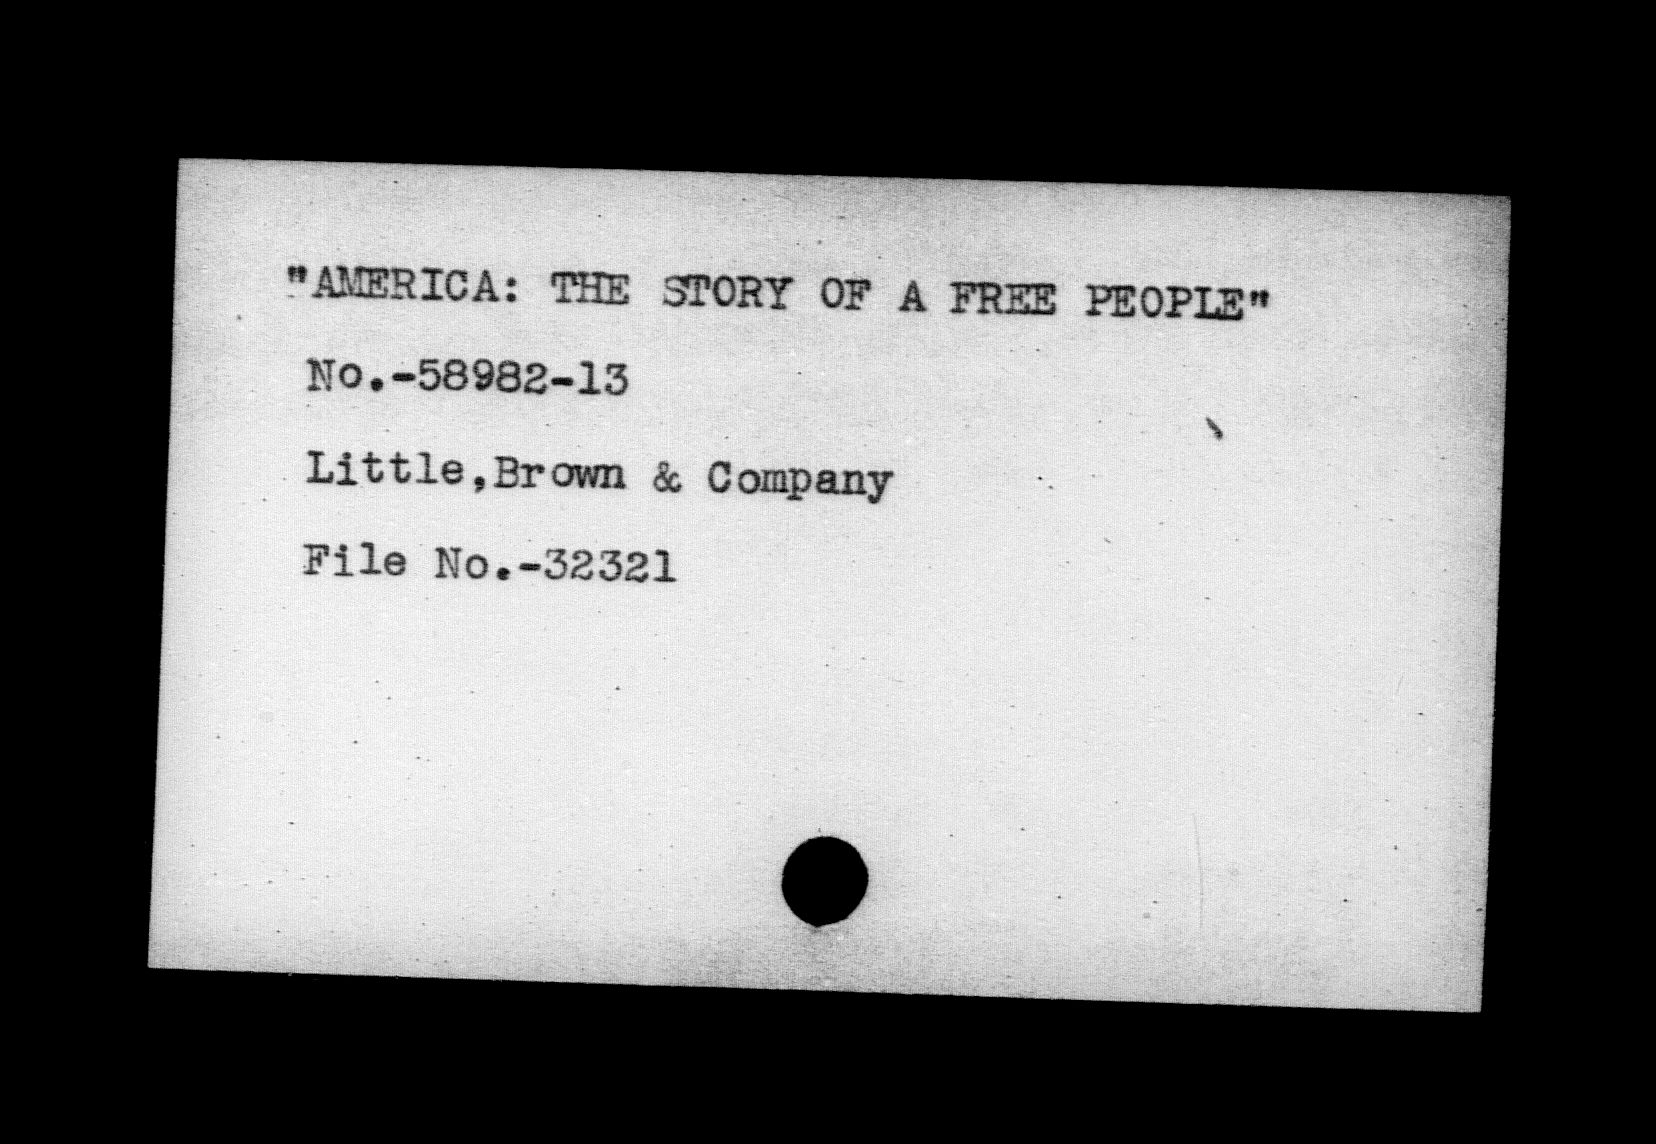 "AMERICA: THE STORY OF A FREE PEOPLE"
No.-58982-13
Little,Brown & Company
File No.-32321